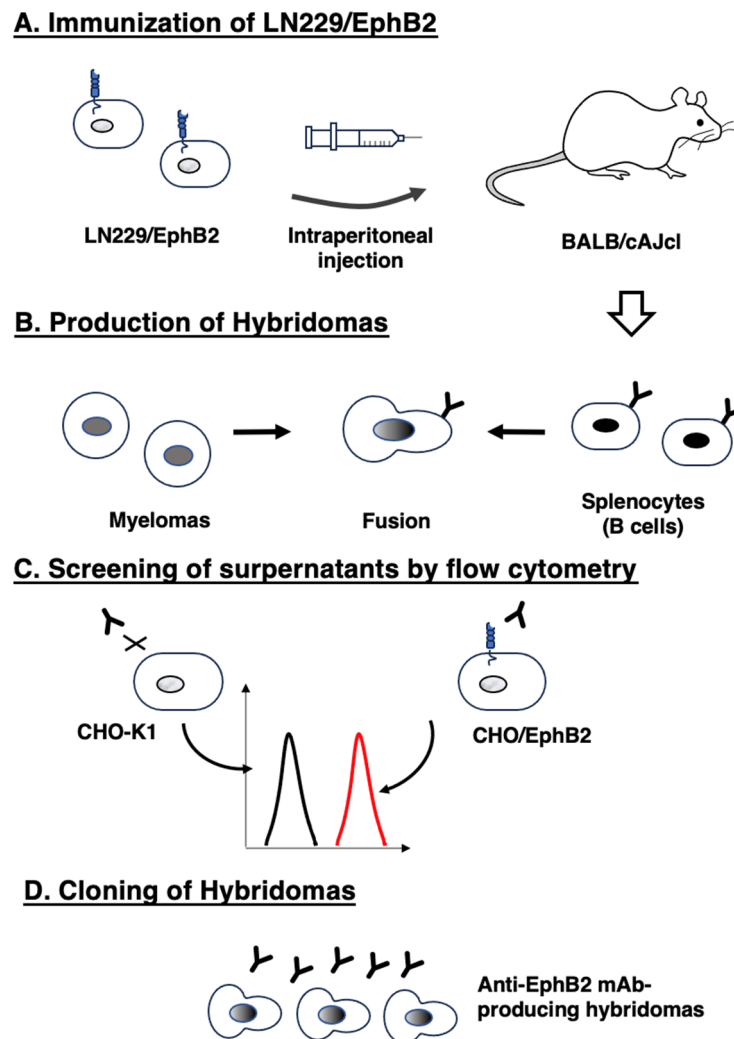 A. Immunization of LN229/EphB2
LN229/EphB2
Intraperitoneal
injection
BALB/cAJcl
B. Production of Hybridomas
Myelomas
Fusion
Splenocytes
(B cells)
C. Screening of surpernatants by flow cytometry
CHO-K1
CHO/EphB2
D. Cloning of Hybridomas
Anti-EphB2 mAb-
producing hybridomas